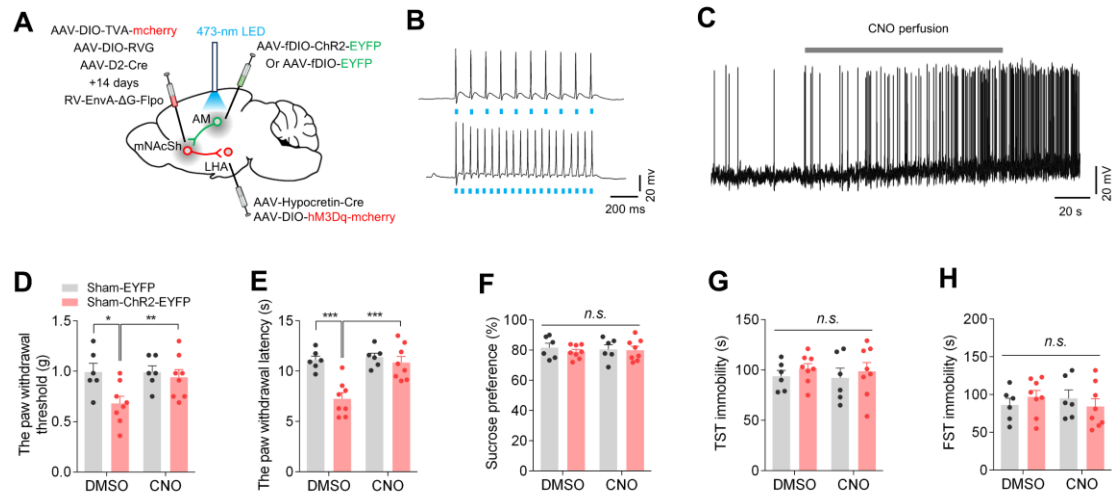 A
AAV-DIO-TVA-mcherry
AAV-DIO-RVG
AAV-D2-Cre
+14 days
RV-EnvA-ΔG-Flpo
473-nm LED
AAV-fDIO-ChR2-EYFP
Or AAV-fDIO-EYFP
AM
mNAcSh
LHA
AAV-Hypocretin-Cre
AAV-DIO-hM3Dq-mcherry
B
20 mv
200 ms
C
CNO perfusion
20 mV
20 s
D
Sham-EYFP
Sham-ChR2-EYFP
The paw withdrawal
threshold (g)
1.5
1.0
0.5
0.0
*
**
DMSO
CNO
E
The paw withdrawal latency (s)
15
10
5
0
***
***
DMSO
CNO
F
Sucrose preference (%)
100
80
60
40
20
0
n.s.
DMSO
CNO
G
TST immobility (s)
150
100
50
0
n.s.
DMSO
CNO
H
FST immobility (s)
200
150
100
50
0
n.s.
DMSO
CNO